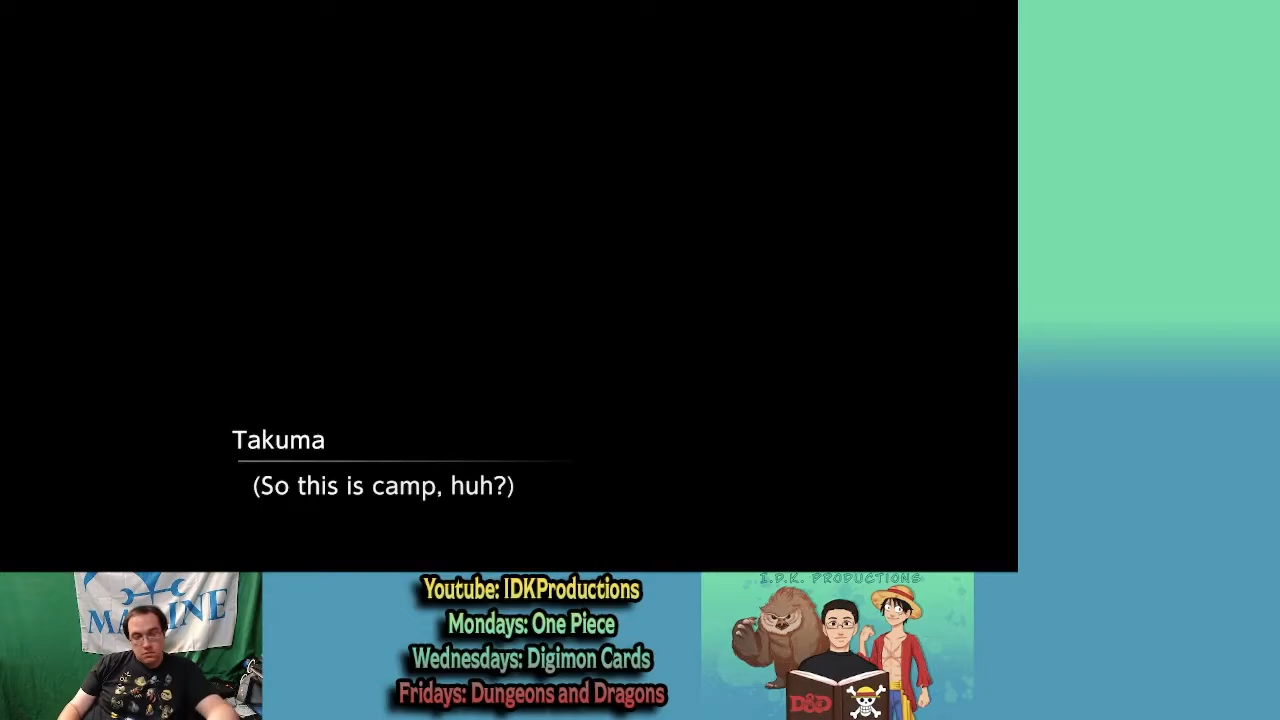 Takuma
(So this is camp, huh?)
Youtube: IDKProductions
Mondays: One Piece
Wednesdays: Digimon Cards
Fridays: Dungeons and Dragons
I.D.K. PRODUCTIONS
D&D